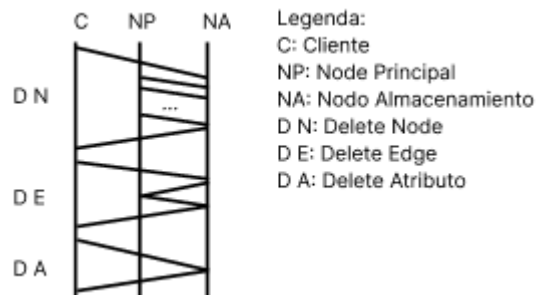 C NP NA
D N
...
D E
D A
Legenda:
C: Cliente
NP: Node Principal
NA: Nodo Almacenamiento
D N: Delete Node
D E: Delete Edge
D A: Delete Atributo